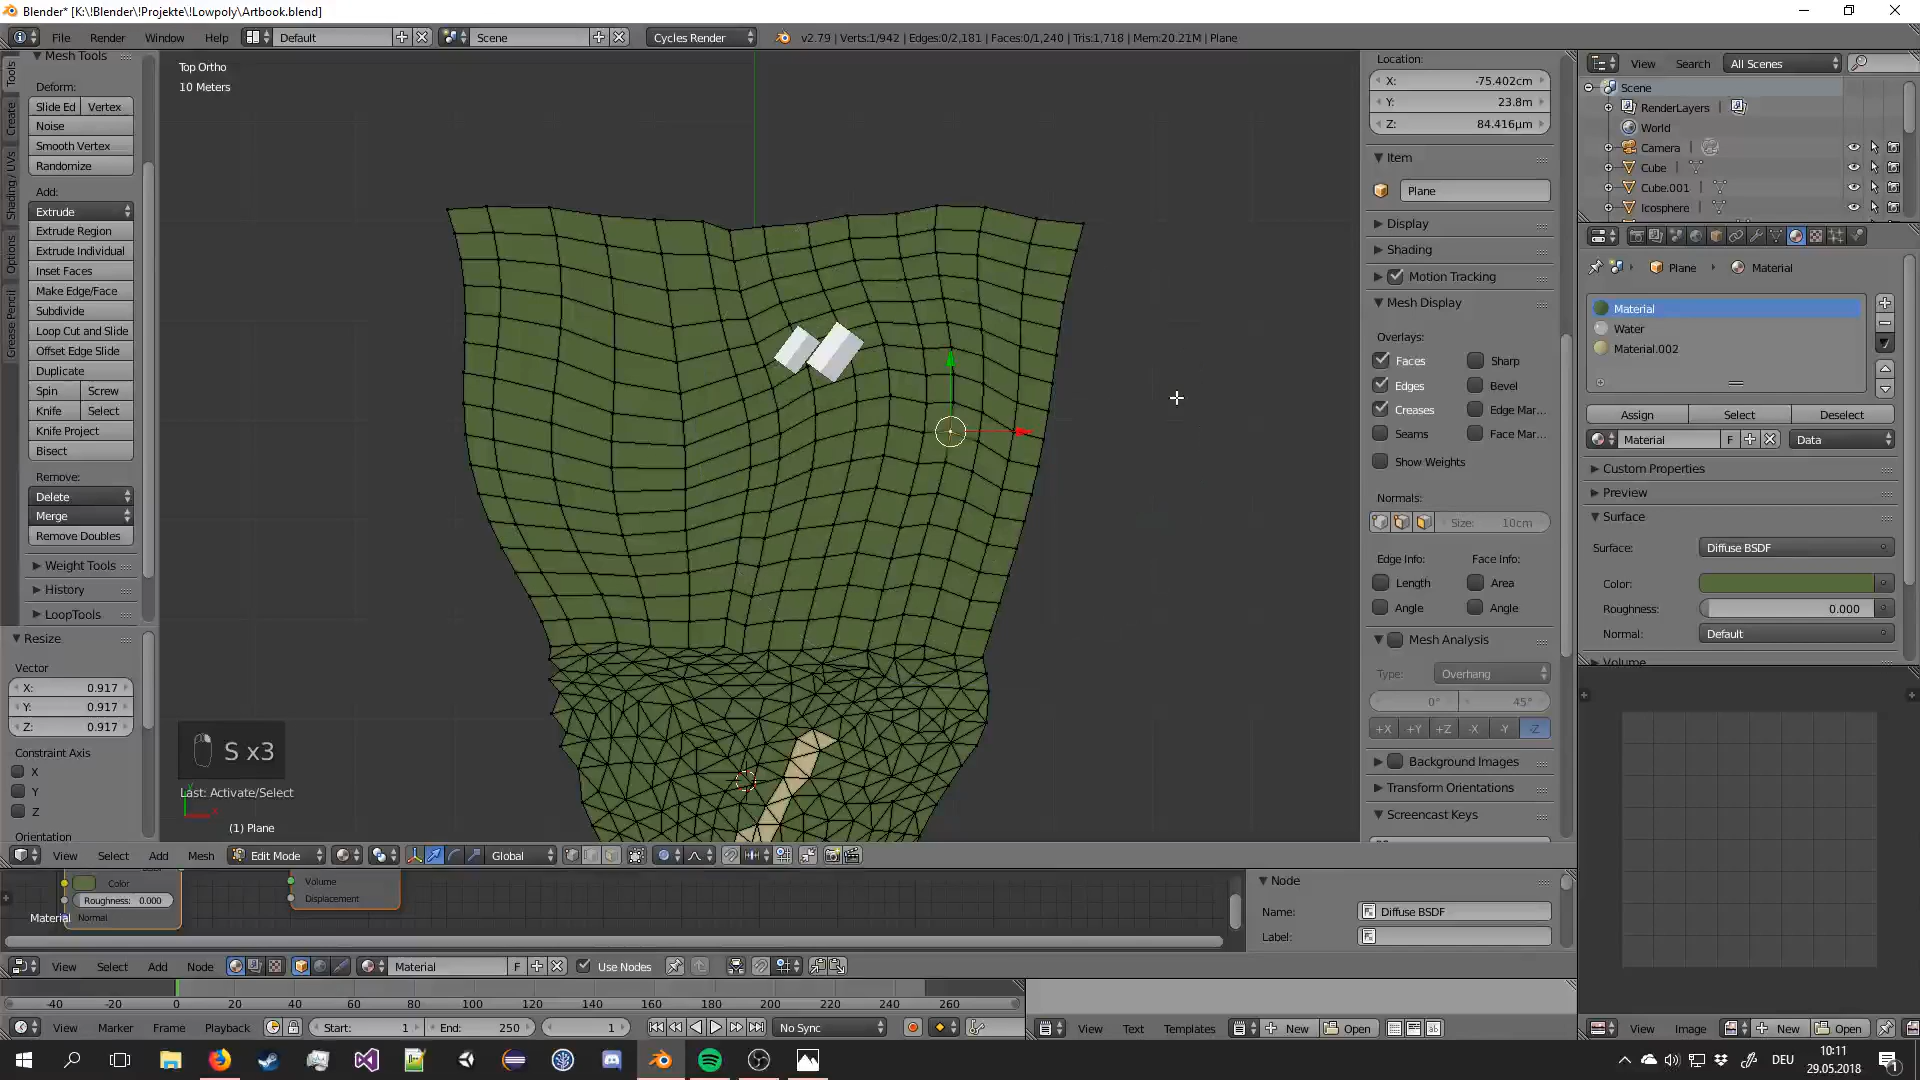 Blender* [K:\!Blender\!Projekte\!Lowpoly\Artbook.blend]
File Render Window Help Default Scene Cycles Render v2.79 | Verts:1/942 | Edges:0/2,181 | Faces:0/1,240 | Tris:1,718 | Mem:20.21M | Plane
Tools
Create
Shading / UVs
Options
Grease Pencil
Mesh Tools
Deform:
Slide Ed Vertex
Noise
Smooth Vertex
Randomize
Add:
Extrude
Extrude Region
Extrude Individual
Inset Faces
Make Edge/Face
Subdivide
Loop Cut and Slide
Offset Edge Slide
Duplicate
Spin Screw
Knife Select
Knife Project
Bisect
Remove:
Delete
Merge
Remove Doubles
Weight Tools
History
LoopTools
Resize
Vector
X: 0.917
Y: 0.917
Z: 0.917
Constraint Axis
X
Y
Z
Orientation
Top Ortho
10 Meters
S x3
Last: Activate/Select
(1) Plane
View Select Add Mesh Edit Mode Global
Location:
X: -75.402cm
Y: 23.8m
Z: 84.416µm
Item
Plane
Display
Shading
Motion Tracking
Mesh Display
Overlays:
Faces Sharp
Edges Bevel
Creases Edge Mar...
Seams Face Mar...
Show Weights
Normals:
Size: 10cm
Edge Info: Face Info:
Length Area
Angle Angle
Mesh Analysis
Type: Overhang
0° 45°
+X +Y +Z -X -Y -Z
Background Images
Transform Orientations
Screencast Keys
View Search All Scenes
Scene
RenderLayers
World
Camera
Cube
Cube.001
Icosphere
Plane Material
Material
Water
Material.002
Assign Select Deselect
Material F Data
Custom Properties
Preview
Surface
Surface: Diffuse BSDF
Color:
Roughness: 0.000
Normal: Default
Volume
Color
Roughness: 0.000
Normal
Material
Volume
Displacement
Node
Name: Diffuse BSDF
Label:
View Select Add Node Material F Use Nodes
-40 -20 0 20 40 60 80 100 120 140 160 180 200 220 240 260
View Marker Frame Playback Start: 1 End: 250 1 No Sync
View Text Templates New Open
View Image New Open
DEU
10:11
29.05.2018
1